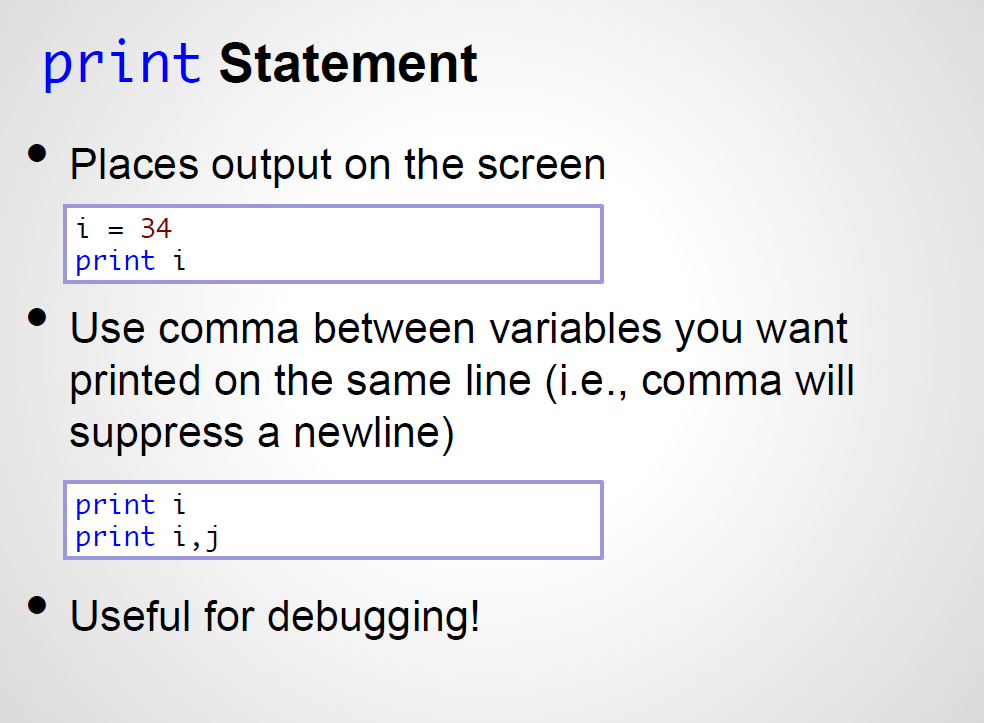 print Statement
• Places output on the screen
i = 34
print i
• Use comma between variables you want
printed on the same line (i.e., comma will
suppress a newline)
print i
print i,j
• Useful for debugging!